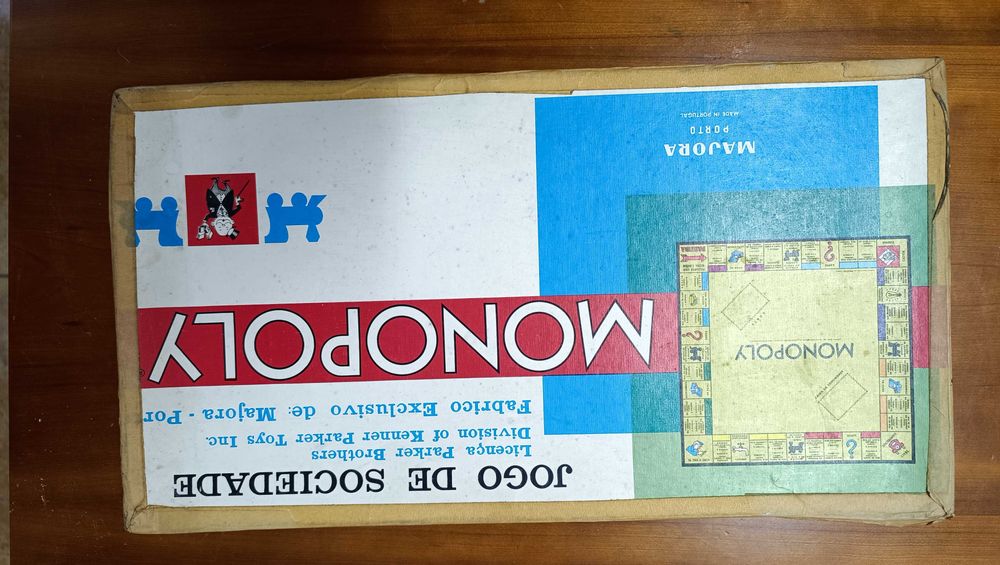 JOGO DE SOCIEDADE
Licença Parker Brothers
Division of Kenner Parker Toys Inc.
Fabrico Exclusivo de: Majora - Por
MONOPOLY®
MONOPOLY
MAJORA
PORTO
MADE IN PORTUGAL